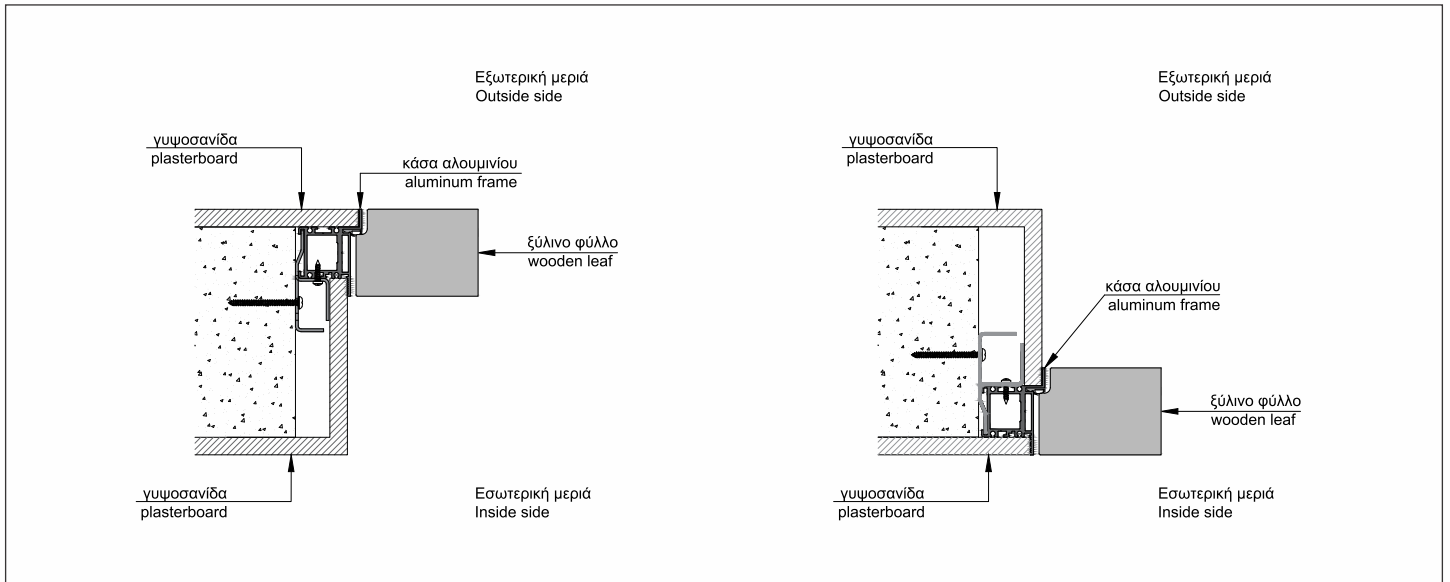 Εξωτερική μεριά
Outside side
γυψοσανίδα
plasterboard
κάσα αλουμινίου
aluminum frame
ξύλινο φύλλο
wooden leaf
γυψοσανίδα
plasterboard
Εσωτερική μεριά
Inside side
Εξωτερική μεριά
Outside side
γυψοσανίδα
plasterboard
κάσα αλουμινίου
aluminum frame
ξύλινο φύλλο
wooden leaf
γυψοσανίδα
plasterboard
Εσωτερική μεριά
Inside side